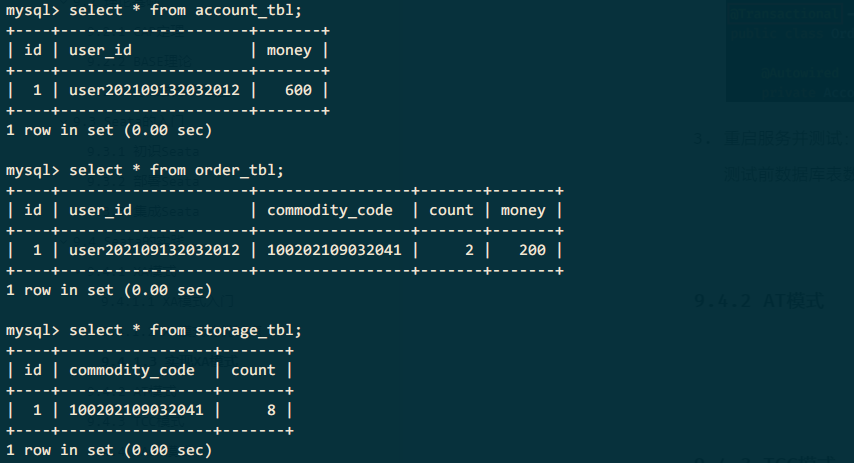 mysql> select * from account_tbl;
+----+----------------------+-------+
| id | user_id              | money |
+----+----------------------+-------+
|  1 | user202109132032012 |   600 |
+----+----------------------+-------+
1 row in set (0.00 sec)
mysql> select * from order_tbl;
+----+---------------------+-----------------+-------+-------+
| id | user_id             | commodity_code  | count | money |
+----+---------------------+-----------------+-------+-------+
|  1 | user202109132032012 | 100202109032041 |     2 |   200 |
+----+---------------------+-----------------+-------+-------+
1 row in set (0.00 sec)
9.4.2 AT模式
mysql> select * from storage_tbl;
+----+-----------------+-------+
| id | commodity_code  | count |
+----+-----------------+-------+
|  1 | 100202109032041 |     8 |
+----+-----------------+-------+
1 row in set (0.00 sec)